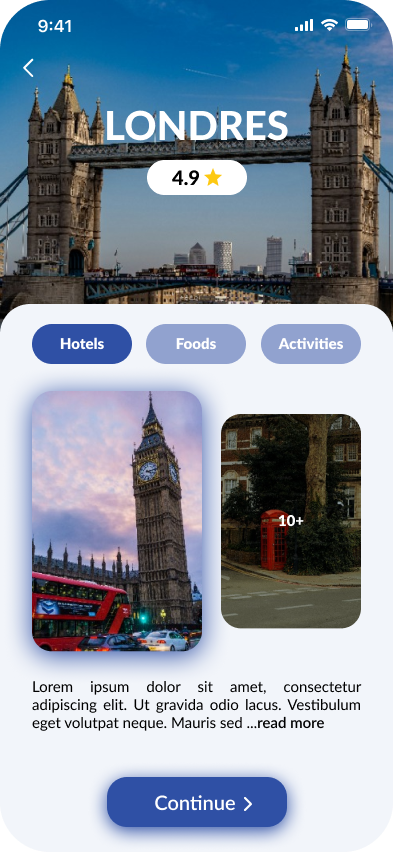 9:41
LONDRES
4.9
Hotels
Foods
Activities
10+
Lorem ipsum dolor sit amet, consectetur
adipiscing elit. Ut gravida odio lacus. Vestibulum
eget volutpat neque. Mauris sed ...read more
Continue